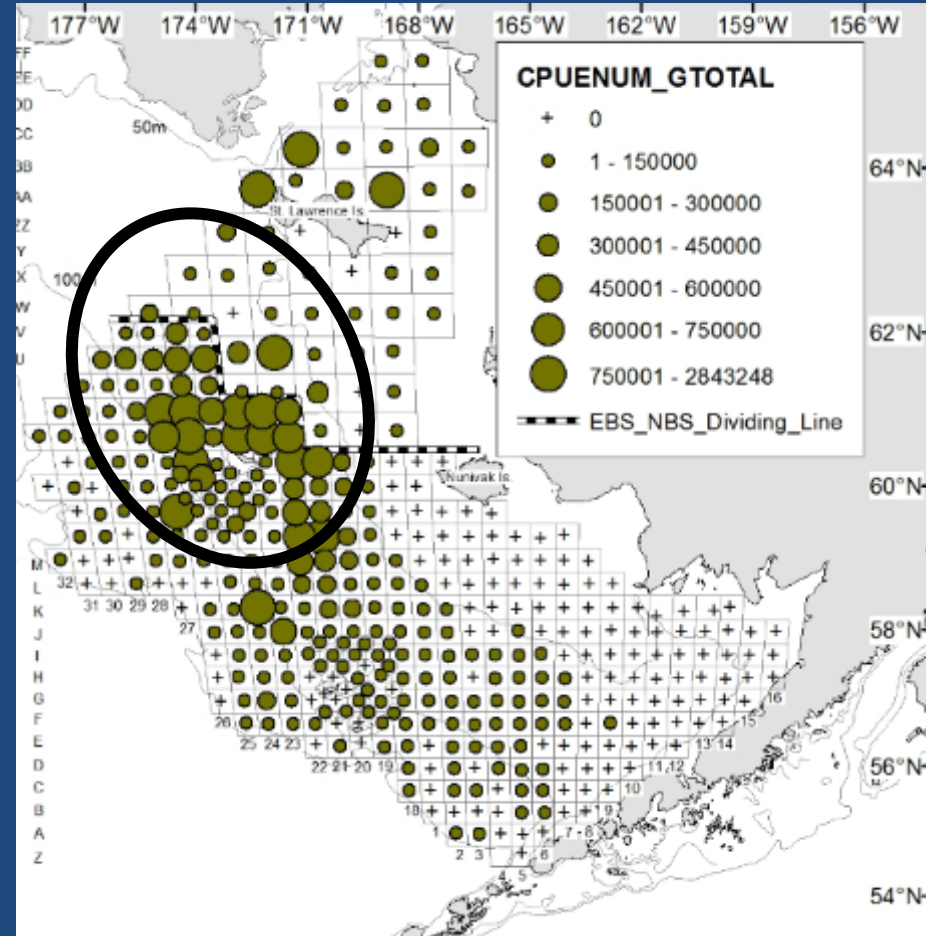 177°W 174°W 171°W 168°W 165°W 162°W 159°W 156°W
CPUENUM_GTOTAL
+ 0
1 - 150000
150001 - 300000
300001 - 450000
450001 - 600000
600001 - 750000
750001 - 2843248
EBS_NBS_Dividing_Line
FF
EE
DD
CC
BB
AA
ZZ
Y
X
W
V
U
50m
St. Lawrence Is.
Nunivak Is.
64°N
62°N
60°N
58°N
56°N
54°N
M
L
K
J
I
H
G
F
E
D
C
B
A
Z
32
31 30 29 28
27
26
25 24 23
22 21 20 19
18
1
2 3
4 5
6
7 - 8
9
10
11 12
13 14
15
16